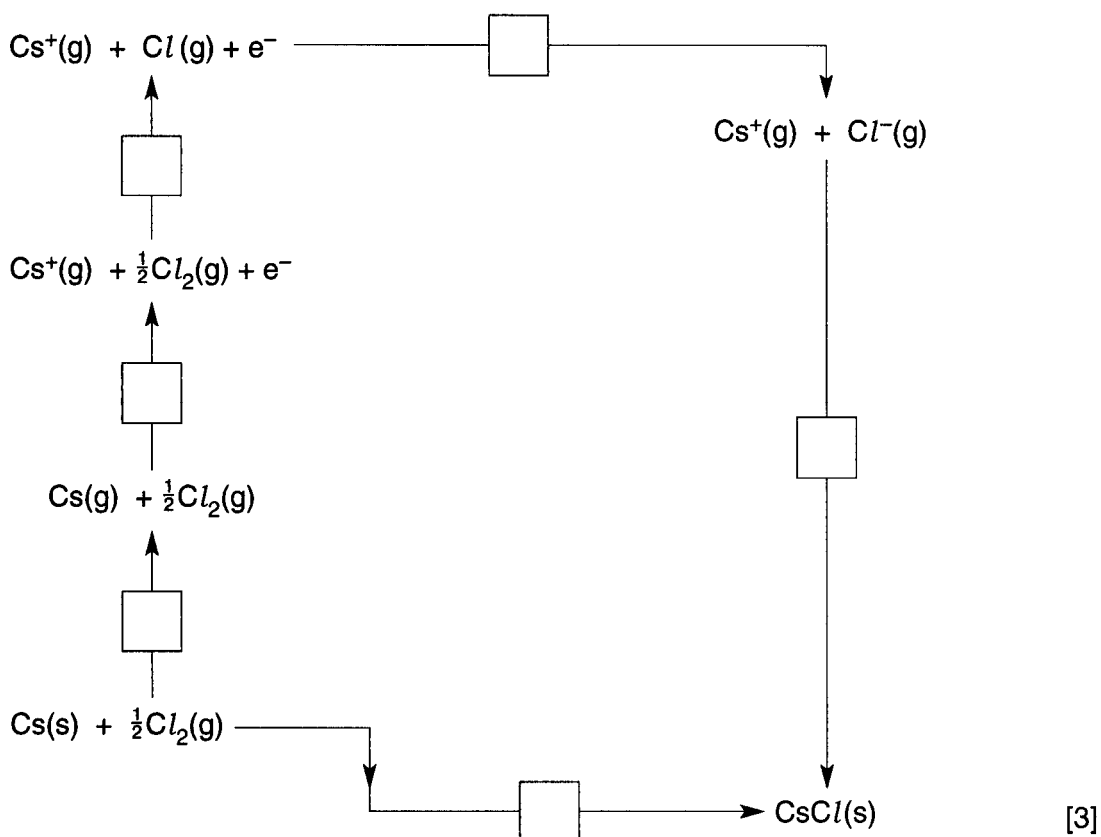 Cs⁺(g) + Cl(g) + e⁻
Cs⁺(g) + Cl⁻(g)
Cs⁺(g) + ½Cl₂(g) + e⁻
Cs(g) + ½Cl₂(g)
Cs(s) + ½Cl₂(g)
CsCl(s) [3]